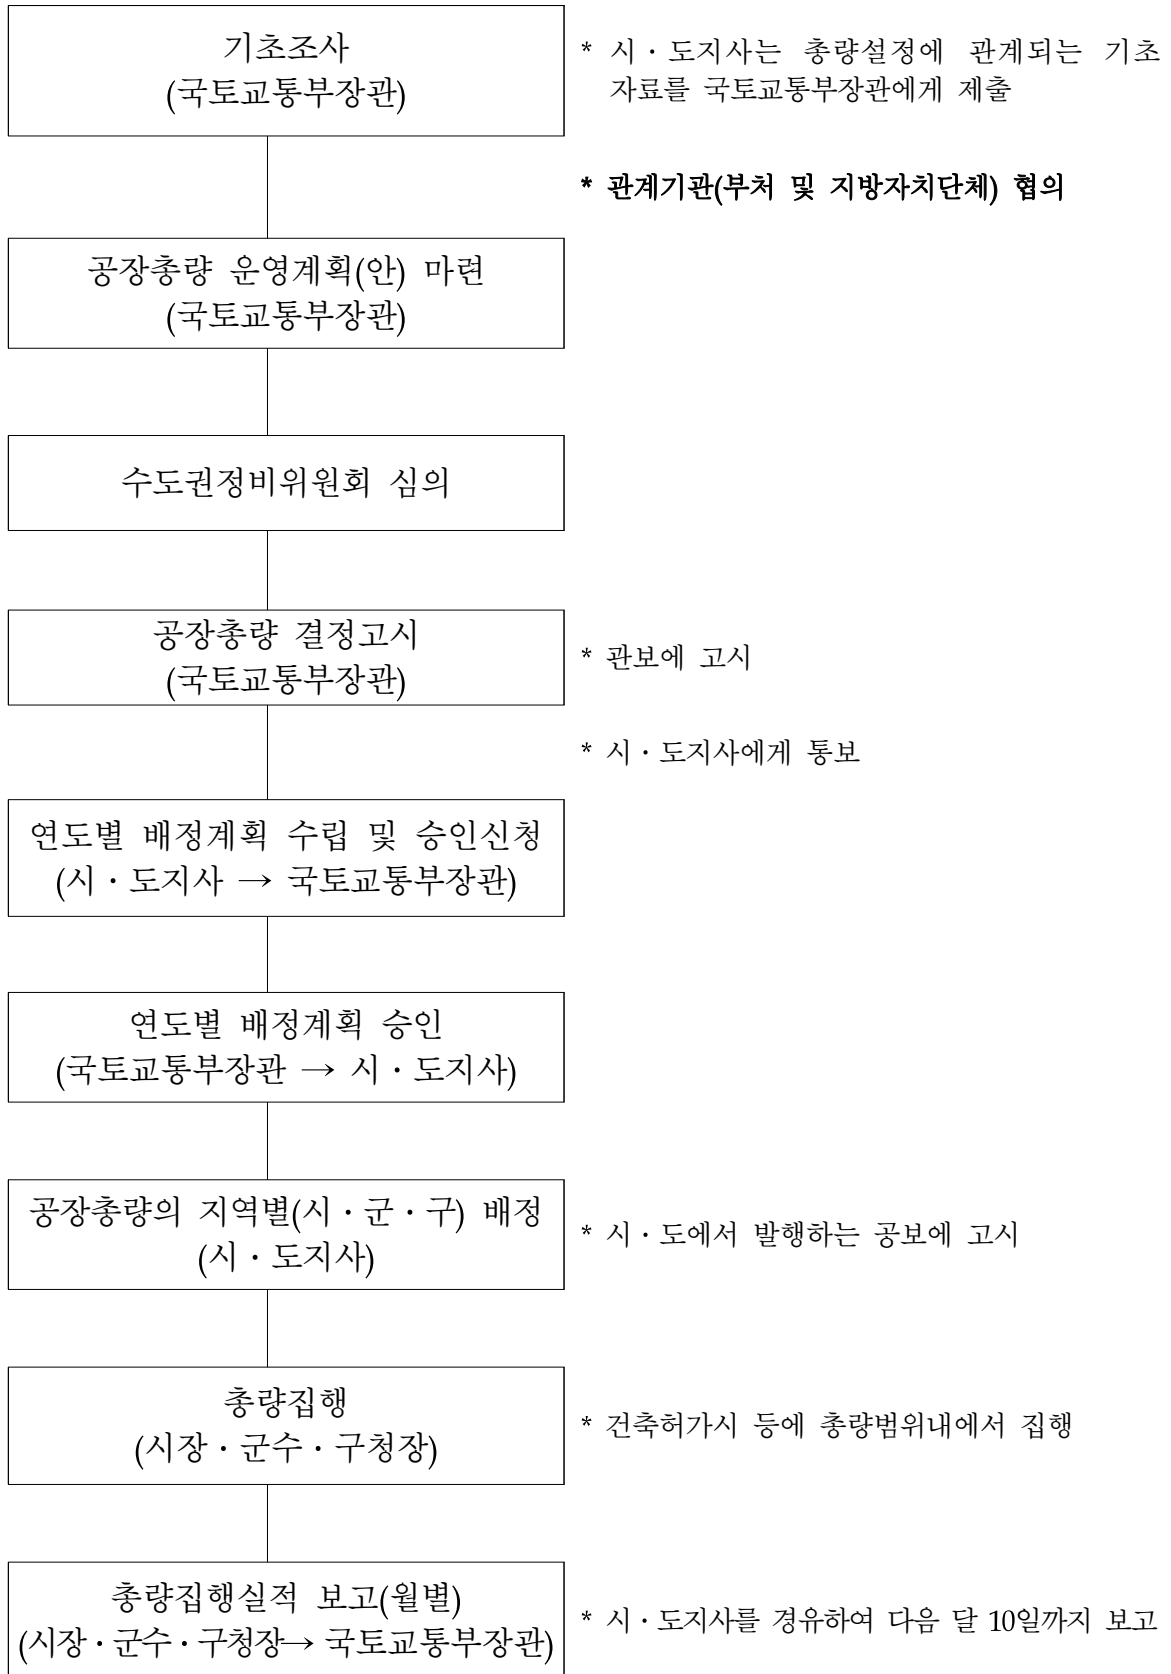 기초조사
(국토교통부장관)
* 시・도지사는 총량설정에 관계되는 기초
자료를 국토교통부장관에게 제출
* 관계기관(부처 및 지방자치단체) 협의
공장총량 운영계획(안) 마련
(국토교통부장관)
수도권정비위원회 심의
공장총량 결정고시
(국토교통부장관)
* 관보에 고시
* 시・도지사에게 통보
연도별 배정계획 수립 및 승인신청
(시・도지사 → 국토교통부장관)
연도별 배정계획 승인
(국토교통부장관 → 시・도지사)
공장총량의 지역별(시・군・구) 배정
(시・도지사)
* 시・도에서 발행하는 공보에 고시
총량집행
(시장・군수・구청장)
* 건축허가시 등에 총량범위내에서 집행
총량집행실적 보고(월별)
(시장・군수・구청장→ 국토교통부장관)
* 시・도지사를 경유하여 다음 달 10일까지 보고